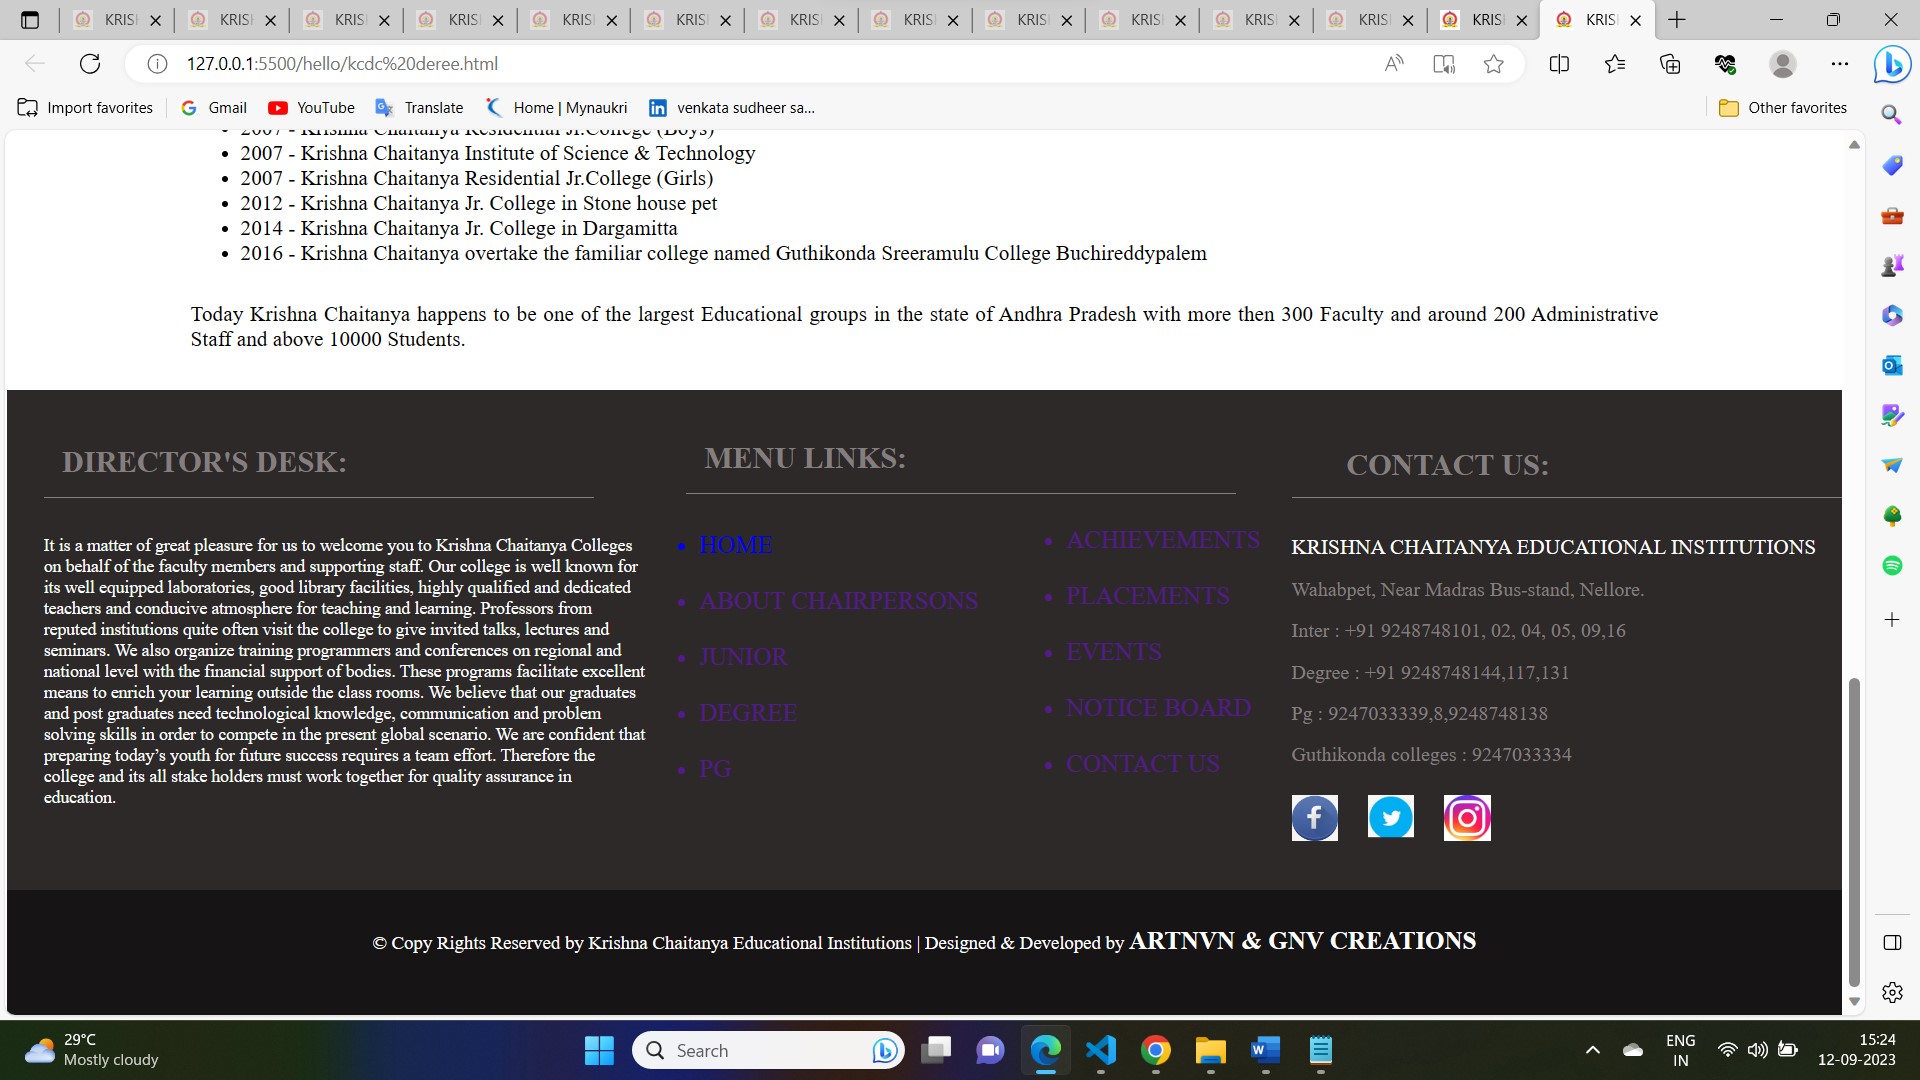 KRISI KRISI KRISI KRISI KRISI KRISI KRISI KRISI KRISI KRISI KRISI KRISI KRISI KRISI
127.0.0.1:5500/hello/kcdc%20deree.html
Import favorites Gmail YouTube Translate Home | Mynaukri venkata sudheer sa... Other favorites
2007 - Krishna Chaitanya Residential Jr.College (Boys)
2007 - Krishna Chaitanya Institute of Science & Technology
2007 - Krishna Chaitanya Residential Jr.College (Girls)
2012 - Krishna Chaitanya Jr. College in Stone house pet
2014 - Krishna Chaitanya Jr. College in Dargamitta
2016 - Krishna Chaitanya overtake the familiar college named Guthikonda Sreeramulu College Buchireddypalem
Today Krishna Chaitanya happens to be one of the largest Educational groups in the state of Andhra Pradesh with more then 300 Faculty and around 200 Administrative
Staff and above 10000 Students.
DIRECTOR'S DESK:
It is a matter of great pleasure for us to welcome you to Krishna Chaitanya Colleges
on behalf of the faculty members and supporting staff. Our college is well known for
its well equipped laboratories, good library facilities, highly qualified and dedicated
teachers and conducive atmosphere for teaching and learning. Professors from
reputed institutions quite often visit the college to give invited talks, lectures and
seminars. We also organize training programmers and conferences on regional and
national level with the financial support of bodies. These programs facilitate excellent
means to enrich your learning outside the class rooms. We believe that our graduates
and post graduates need technological knowledge, communication and problem
solving skills in order to compete in the present global scenario. We are confident that
preparing today’s youth for future success requires a team effort. Therefore the
college and its all stake holders must work together for quality assurance in
education.
MENU LINKS:
HOME
ABOUT CHAIRPERSONS
JUNIOR
DEGREE
PG
ACHIEVEMENTS
PLACEMENTS
EVENTS
NOTICE BOARD
CONTACT US
CONTACT US:
KRISHNA CHAITANYA EDUCATIONAL INSTITUTIONS
Wahabpet, Near Madras Bus-stand, Nellore.
Inter : +91 9248748101, 02, 04, 05, 09,16
Degree : +91 9248748144,117,131
Pg : 9247033339,8,9248748138
Guthikonda colleges : 9247033334
© Copy Rights Reserved by Krishna Chaitanya Educational Institutions | Designed & Developed by ARTNVN & GNV CREATIONS
29°C
Mostly cloudy
Search
ENG
IN
15:24
12-09-2023